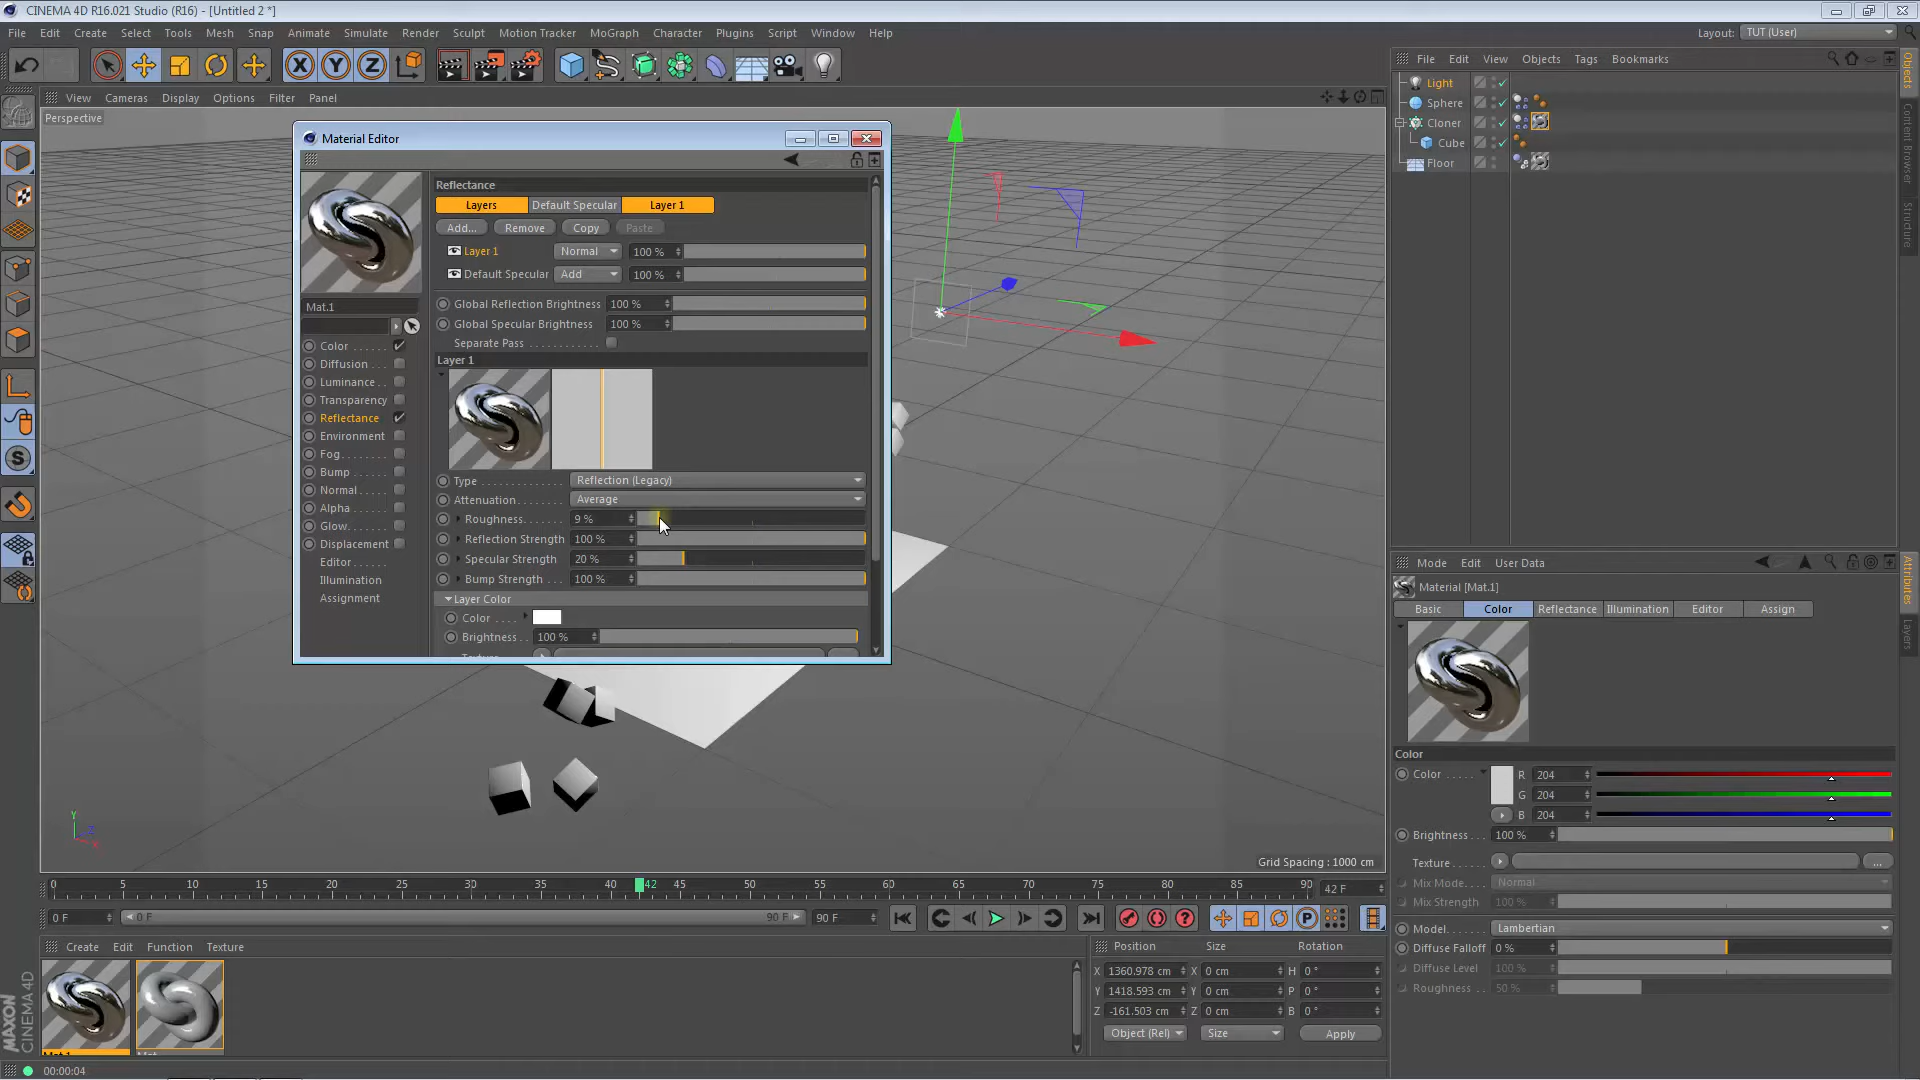 CINEMA 4D R16.021 Studio (R16) - [Untitled 2 *]
File Edit Create Select Tools Mesh Snap Animate Simulate Render Sculpt Motion Tracker MoGraph Character Plugins Script Window Help Layout: TUT (User)
X Y Z
View Cameras Display Options Filter Panel
Perspective
File Edit View Objects Tags Bookmarks
Light
Sphere
Cloner
Cube
Floor
Objects
Content Browser
Structure
Material Editor
Reflectance
Layers Default Specular Layer 1
Add... Remove Copy Paste
Layer 1 Normal 100 %
Default Specular Add 100 %
Global Reflection Brightness 100 %
Global Specular Brightness 100 %
Separate Pass
Mat.1
Color
Diffusion
Luminance
Transparency
Reflectance
Environment
Fog
Bump
Normal
Alpha
Glow
Displacement
Editor
Illumination
Assignment
Layer 1
Type Reflection (Legacy)
Attenuation Average
Roughness 9 %
Reflection Strength 100 %
Specular Strength 20 %
Bump Strength 100 %
Layer Color
Color
Brightness 100 %
Grid Spacing : 1000 cm
Y Z X
Mode Edit User Data
Attributes
Layers
Material [Mat.1]
Basic Color Reflectance Illumination Editor Assign
Color
Color R 204
G 204
B 204
Brightness 100 %
Texture ...
Mix Mode Normal
Mix Strength 100 %
Model Lambertian
Diffuse Falloff 0 %
Diffuse Level 100 %
Roughness 50 %
0 5 10 15 20 25 30 35 40 42 45 50 55 60 65 70 75 80 85 90 42 F
0 F 0 F 90 F 90 F
Create Edit Function Texture
Position Size Rotation
X 1360.978 cm X 0 cm H 0 °
Y 1418.593 cm Y 0 cm P 0 °
Z -161.503 cm Z 0 cm B 0 °
Object (Rel) Size Apply
MAXON
CINEMA 4D
00:00:04